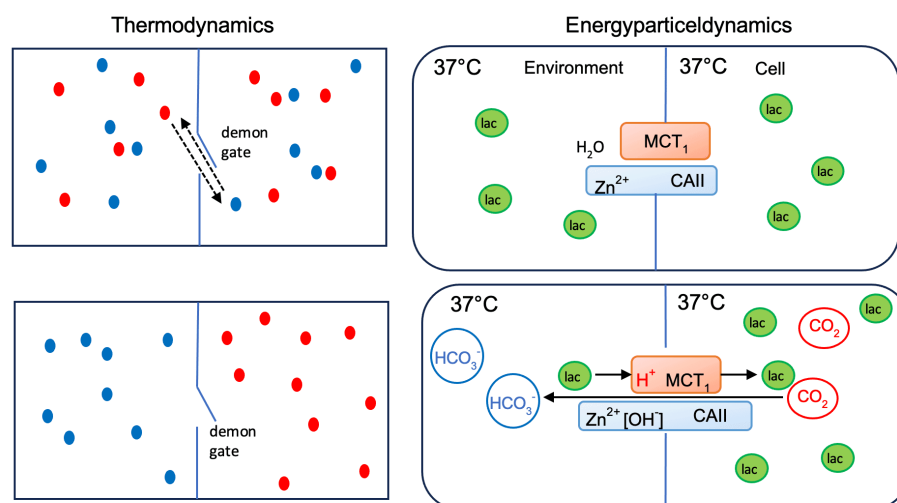 Thermodynamics
Energyparticeldynamics
demon
gate
37°C
Environment
37°C
Cell
lac
lac
lac
lac
lac
lac
H2O
MCT1
Zn2+
CAII
demon
gate
37°C
37°C
HCO3-
HCO3-
lac
H+ MCT1
lac
lac
lac
CO2
CO2
Zn2+ [OH-]
CAII
lac
lac